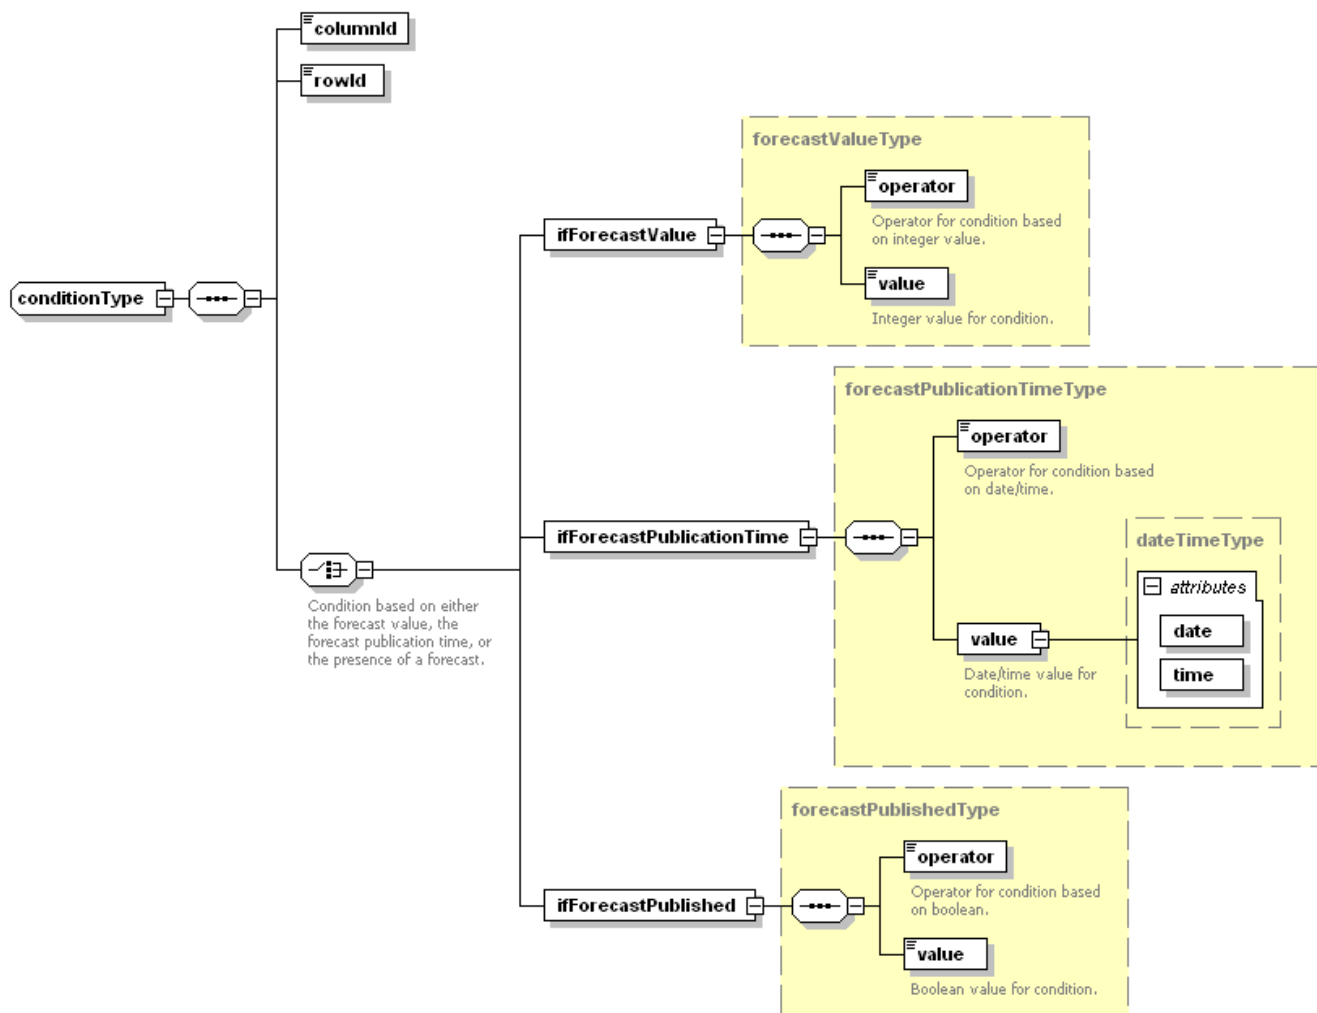 columnId
rowId
forecastValueType
operator
Operator for condition based
on integer value.
ifForecastValue
value
Integer value for condition.
conditionType
forecastPublicationTimeType
operator
Operator for condition based
on date/time.
ifForecastPublicationTime
dateTimeType
attributes
date
time
value
Date/time value for
condition.
Condition based on either
the forecast value, the
forecast publication time, or
the presence of a forecast.
forecastPublishedType
operator
Operator for condition based
on boolean.
ifForecastPublished
value
Boolean value for condition.